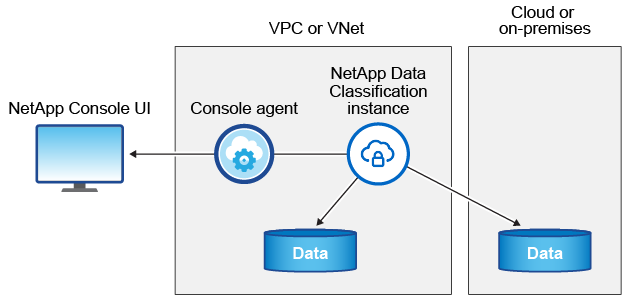 VPC or VNet
Cloud or
on-premises
NetApp Console UI
Console agent
NetApp Data
Classification
instance
Data
Data